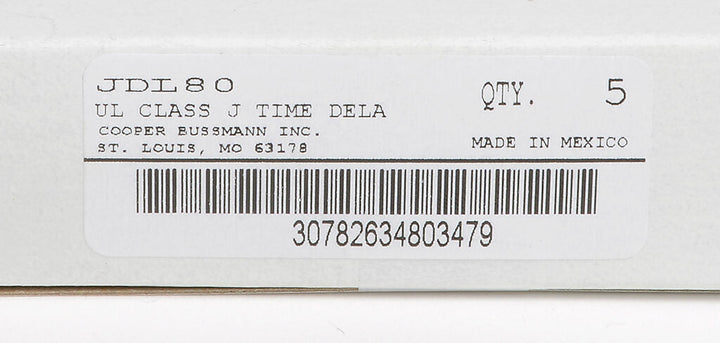 JDL80
QTY. 5
UL CLASS J TIME DELA
COOPER BUSSMANN INC.
ST. LOUIS, MO 63178
MADE IN MEXICO
30782634803479